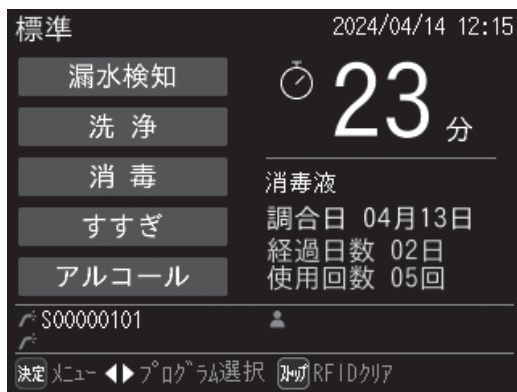 標準 2024/04/14 12:15
漏水検知
洗 浄
消 毒
すすぎ
アルコール
23分
消毒液
調合日 04月13日
経過日数 02日
使用回数 05回
S00000101
決定 メニュー ◀▶ プログラム選択 ストップ RFIDクリア